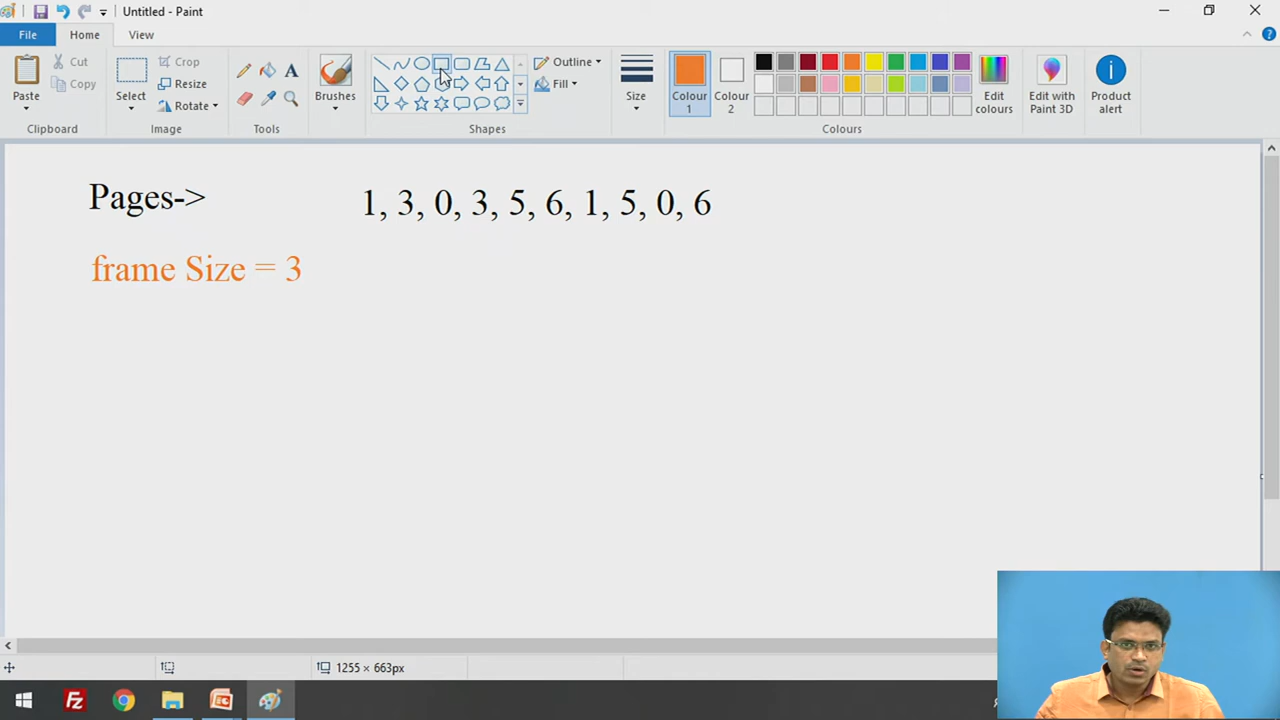 Untitled - Paint
File Home View
Paste Cut Copy Clipboard
Select Crop Resize Rotate Image
Tools
Brushes
Outline Fill Shapes
Size
Colour 1
Colour 2
Edit colours
Colours
Edit with Paint 3D
Product alert
Pages-> 1, 3, 0, 3, 5, 6, 1, 5, 0, 6
frame Size = 3
1255 × 663px